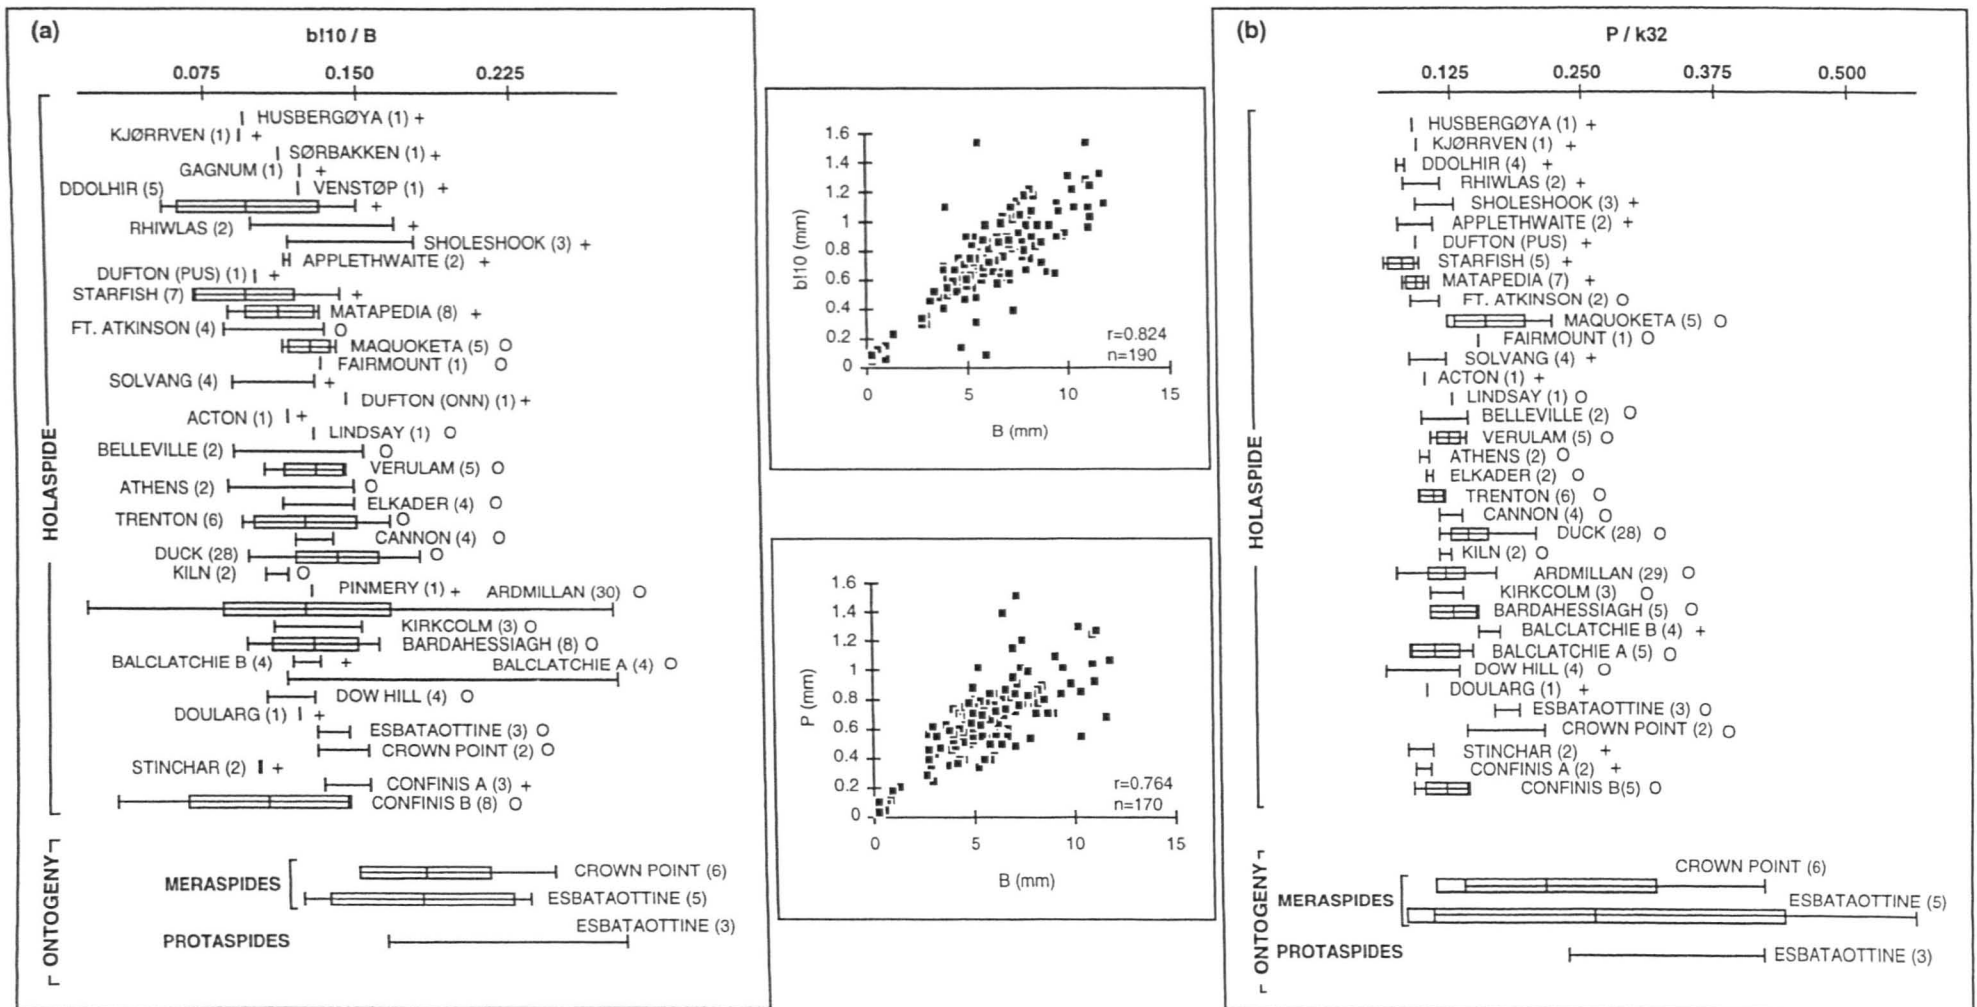 (a)
b!10 / B
0.075 0.150 0.225
HOLASPIDE
HUSBERGØYA (1) +
KJØRRVEN (1) +
SØRBAKKEN (1) +
GAGNUM (1) +
DDOLHIR (5) +
VENSTØP (1) +
RHIWLAS (2) +
SHOLESHOOK (3) +
APPLETHWAITE (2) +
DUFTON (PUS) (1) +
STARFISH (7) +
MATAPEDIA (8) +
FT. ATKINSON (4) O
MAQUOKETA (5) O
FAIRMOUNT (1) O
SOLVANG (4) +
DUFTON (ONN) (1) +
ACTON (1) +
LINDSAY (1) O
BELLEVILLE (2) O
VERULAM (5) O
ATHENS (2) O
ELKADER (4) O
TRENTON (6) O
CANNON (4) O
DUCK (28) O
KILN (2) O
PINMERY (1) + ARDMILLAN (30) O
KIRKCOLM (3) O
BARDAHESSIAGH (8) O
BALCLATCHIE B (4) + BALCLATCHIE A (4) O
DOW HILL (4) O
DOULARG (1) +
ESBATAOTTINE (3) O
CROWN POINT (2) O
STINCHAR (2) +
CONFINIS A (3) +
CONFINIS B (8) O
ONTOGENY
MERASPIDES
CROWN POINT (6)
ESBATAOTTINE (5)
PROTASPIDES
ESBATAOTTINE (3)
b!10 (mm)
1.6
1.4
1.2
1
0.8
0.6
0.4
0.2
0
r=0.824
n=190
0 5 10 15
B (mm)
P (mm)
1.6
1.4
1.2
1
0.8
0.6
0.4
0.2
0
r=0.764
n=170
0 5 10 15
B (mm)
(b)
P / k32
0.125 0.250 0.375 0.500
HOLASPIDE
HUSBERGØYA (1) +
KJØRRVEN (1) +
DDOLHIR (4) +
RHIWLAS (2) +
SHOLESHOOK (3) +
APPLETHWAITE (2) +
DUFTON (PUS) +
STARFISH (5) +
MATAPEDIA (7) +
FT. ATKINSON (2) O
MAQUOKETA (5) O
FAIRMOUNT (1) O
SOLVANG (4) +
ACTON (1) +
LINDSAY (1) O
BELLEVILLE (2) O
VERULAM (5) O
ATHENS (2) O
ELKADER (2) O
TRENTON (6) O
CANNON (4) O
DUCK (28) O
KILN (2) O
ARDMILLAN (29) O
KIRKCOLM (3) O
BARDAHESSIAGH (5) O
BALCLATCHIE B (4) +
BALCLATCHIE A (5) O
DOW HILL (4) O
DOULARG (1) +
ESBATAOTTINE (3) O
CROWN POINT (2) O
STINCHAR (2) +
CONFINIS A (2) +
CONFINIS B(5) O
ONTOGENY
CROWN POINT (6)
MERASPIDES
ESBATAOTTINE (5)
PROTASPIDES
ESBATAOTTINE (3)